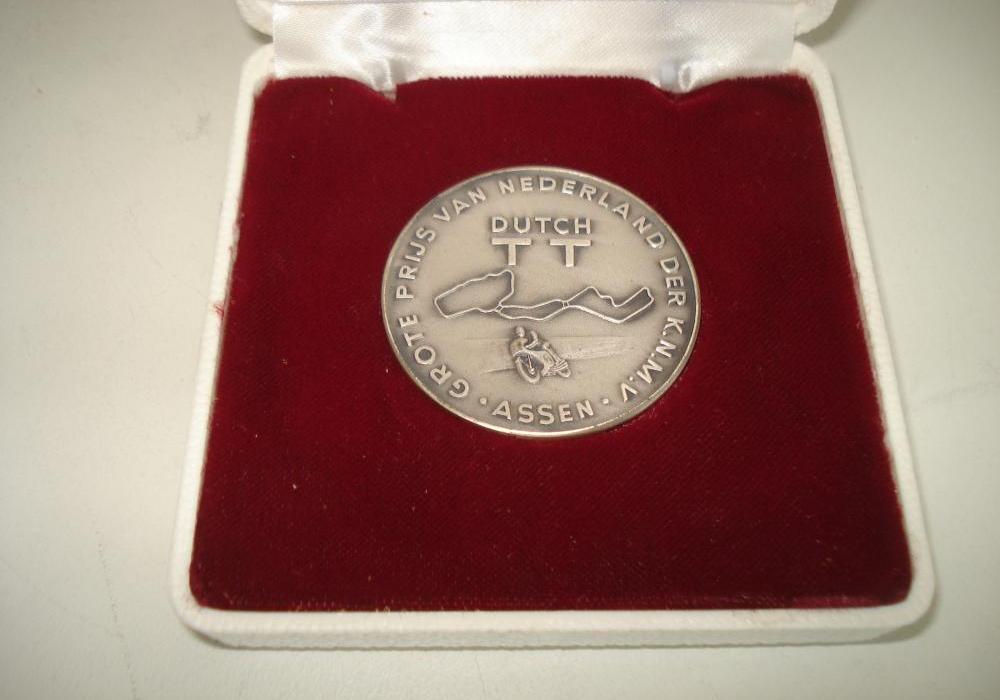 GROTE PRIJS VAN NEDERLAND DER K.N.M.V
DUTCH
TT
· ASSEN ·